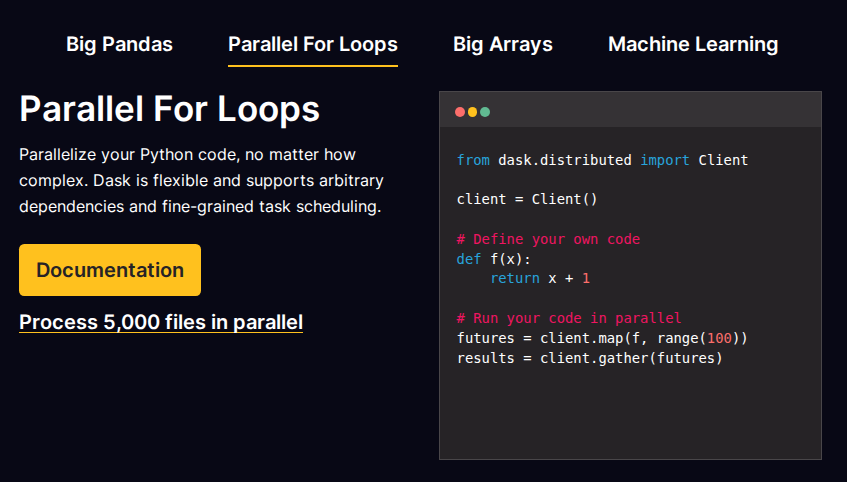 Big Pandas Parallel For Loops Big Arrays Machine Learning
Parallel For Loops
Parallelize your Python code, no matter how
complex. Dask is flexible and supports arbitrary
dependencies and fine-grained task scheduling.
Documentation
Process 5,000 files in parallel
from dask.distributed import Client
client = Client()
# Define your own code
def f(x):
    return x + 1
# Run your code in parallel
futures = client.map(f, range(100))
results = client.gather(futures)